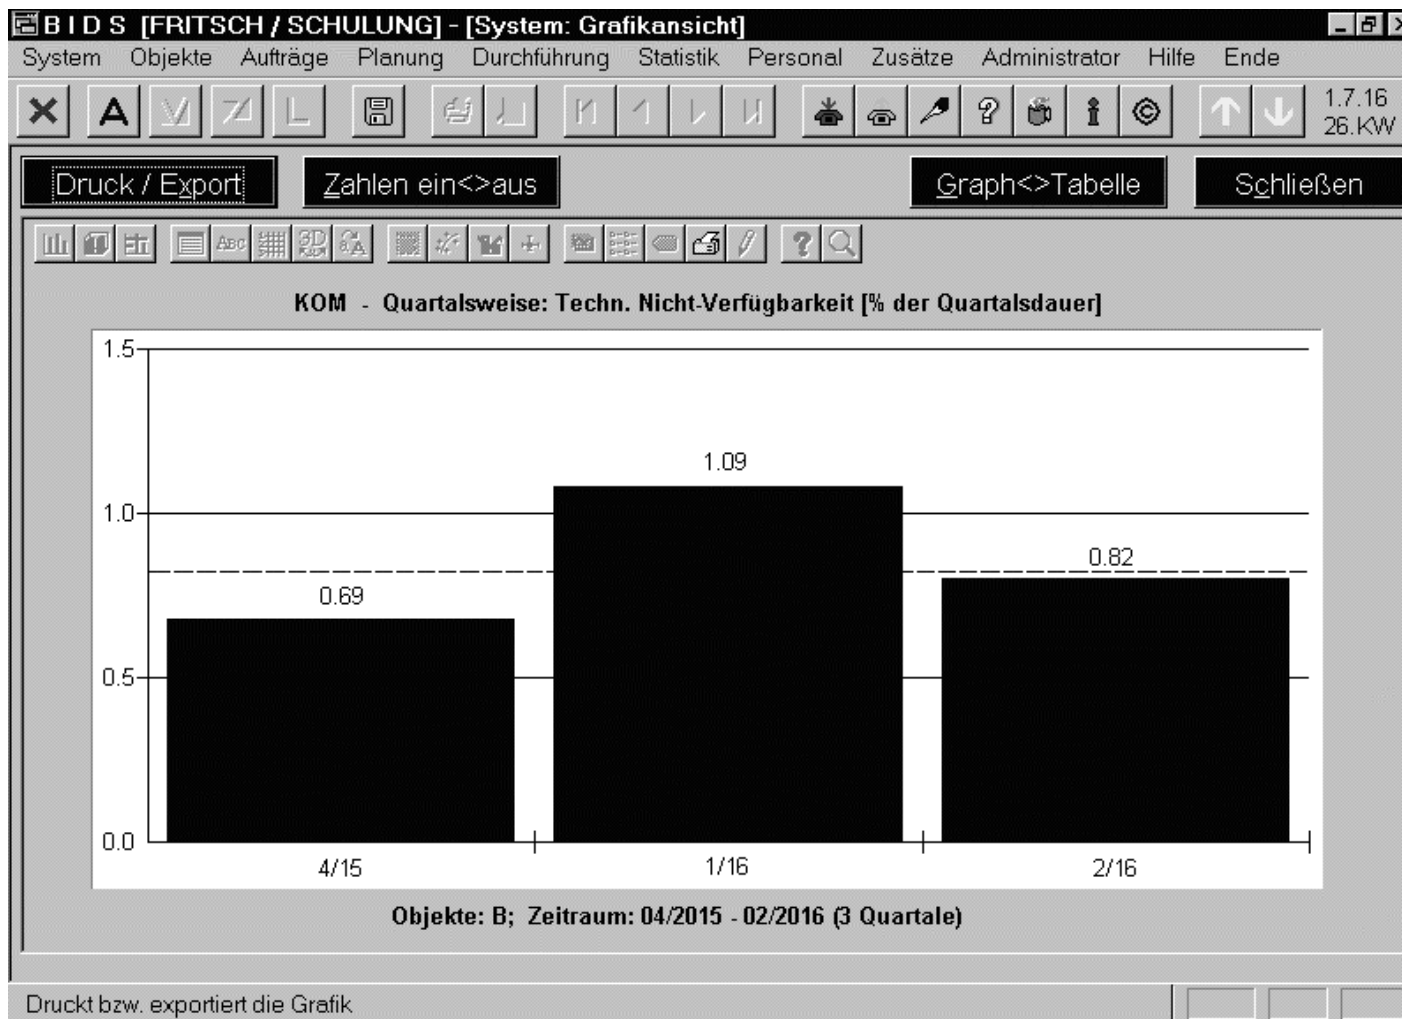 B I D S [FRITSCH / SCHULUNG] - [System: Grafikansicht]
System Objekte Aufträge Planung Durchführung Statistik Personal Zusätze Administrator Hilfe Ende
1.7.16
26.KW
Druck / Export Zahlen ein<>aus Graph<>Tabelle Schließen
KOM - Quartalsweise: Techn. Nicht-Verfügbarkeit [% der Quartalsdauer]
1.5
1.09
1.0
0.82
0.69
0.5
0.0
4/15 1/16 2/16
Objekte: B; Zeitraum: 04/2015 - 02/2016 (3 Quartale)
Druckt bzw. exportiert die Grafik